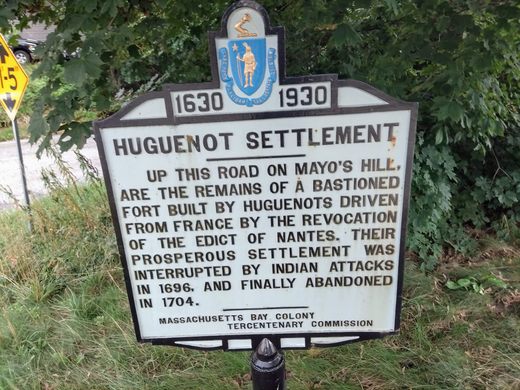 1630 1930
HUGUENOT SETTLEMENT
UP THIS ROAD ON MAYO'S HILL,
ARE THE REMAINS OF A BASTIONED
FORT BUILT BY HUGUENOTS DRIVEN
FROM FRANCE BY THE REVOCATION
OF THE EDICT OF NANTES. THEIR
PROSPEROUS SETTLEMENT WAS
INTERRUPTED BY INDIAN ATTACKS
IN 1696, AND FINALLY ABANDONED
IN 1704.
MASSACHUSETTS BAY COLONY
TERCENTENARY COMMISSION